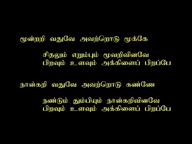 மூன்றறி வதுவே அவற்றொடு மூக்கே
சிதலும் எறும்பும் மூவறிவினவே
பிறவும் உளவும் அக்கிளைப் பிறப்பே
நான்கறி வதுவே அவற்றொடு கண்ணே
நண்டும் தும்பியும் நான்கறிவினவே
பிறவும் உளவும் அக்கிளைப் பிறப்பே